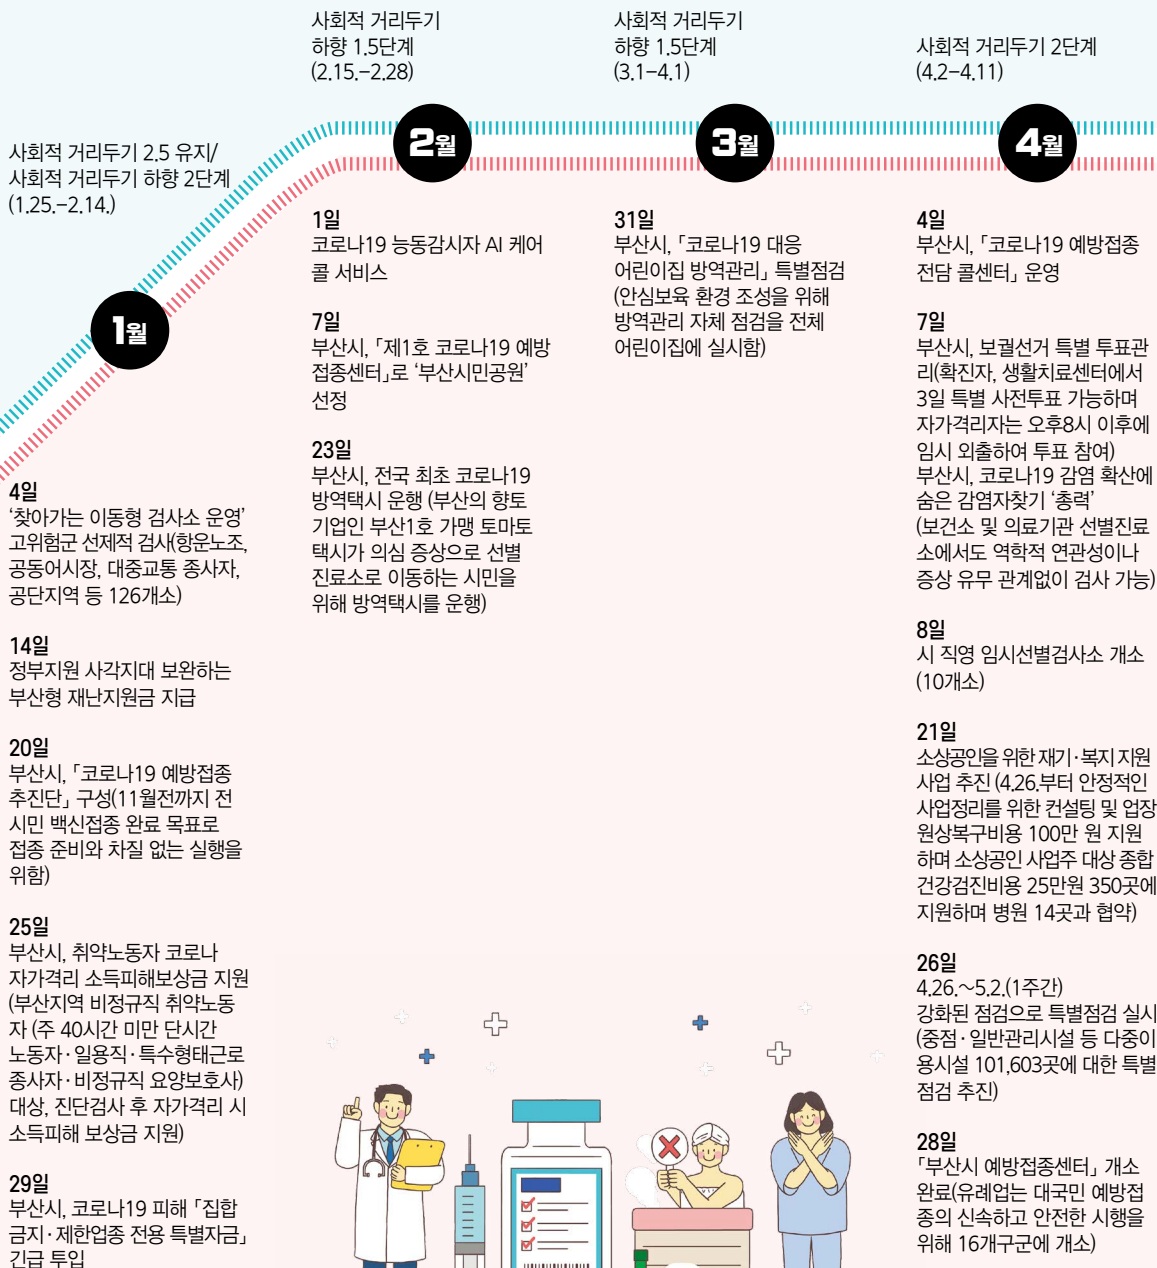 사회적 거리두기 2.5 유지/
사회적 거리두기 하향 2단계
(1.25.-2.14.)
1월
4일
‘찾아가는 이동형 검사소 운영’
고위험군 선제적 검사(항운노조,
공동어시장, 대중교통 종사자,
공단지역 등 126개소)
14일
정부지원 사각지대 보완하는
부산형 재난지원금 지급
20일
부산시, 「코로나19 예방접종
추진단」 구성(11월전까지 전
시민 백신접종 완료 목표로
접종 준비와 차질 없는 실행을
위함)
25일
부산시, 취약노동자 코로나
자가격리 소득피해보상금 지원
(부산지역 비정규직 취약노동
자 (주 40시간 미만 단시간
노동자·일용직·특수형태근로
종사자·비정규직 요양보호사)
대상, 진단검사 후 자가격리 시
소득피해 보상금 지원)
29일
부산시, 코로나19 피해 「집합
금지·제한업종 전용 특별자금」
긴급 투입
사회적 거리두기
하향 1.5단계
(2.15.-2.28)
2월
1일
코로나19 능동감시자 AI 케어
콜 서비스
7일
부산시, 「제1호 코로나19 예방
접종센터」로 ‘부산시민공원’
선정
23일
부산시, 전국 최초 코로나19
방역택시 운행 (부산의 향토
기업인 부산1호 가맹 토마토
택시가 의심 증상으로 선별
진료소로 이동하는 시민을
위해 방역택시를 운행)
사회적 거리두기
하향 1.5단계
(3.1-4.1)
3월
31일
부산시, 「코로나19 대응
어린이집 방역관리」 특별점검
(안심보육 환경 조성을 위해
방역관리 자체 점검을 전체
어린이집에 실시함)
사회적 거리두기 2단계
(4.2-4.11)
4월
4일
부산시, 「코로나19 예방접종
전담 콜센터」 운영
7일
부산시, 보궐선거 특별 투표관
리(확진자, 생활치료센터에서
3일 특별 사전투표 가능하며
자가격리자는 오후8시 이후에
임시 외출하여 투표 참여)
부산시, 코로나19 감염 확산에
숨은 감염자찾기 ‘총력’
(보건소 및 의료기관 선별진료
소에서도 역학적 연관성이나
증상 유무 관계없이 검사 가능)
8일
시 직영 임시선별검사소 개소
(10개소)
21일
소상공인을 위한 재기·복지 지원
사업 추진 (4.26.부터 안정적인
사업정리를 위한 컨설팅 및 업장
원상복구비용 100만 원 지원
하며 소상공인 사업주 대상 종합
건강검진비용 25만원 350곳에
지원하며 병원 14곳과 협약)
26일
4.26.~5.2.(1주간)
강화된 점검으로 특별점검 실시
(중점·일반관리시설 등 다중이
용시설 101,603곳에 대한 특별
점검 추진)
28일
「부산시 예방접종센터」 개소
완료(유례없는 대국민 예방접
종의 신속하고 안전한 시행을
위해 16개구군에 개소)